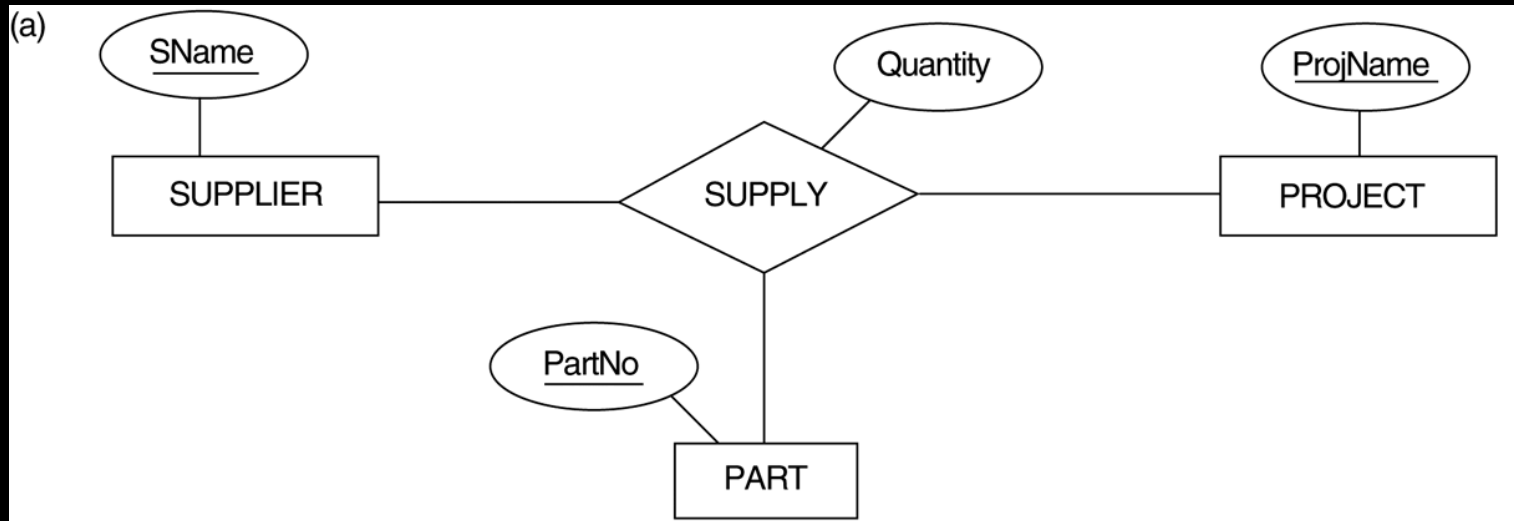 (a)
SName
Quantity
ProjName
SUPPLIER
SUPPLY
PROJECT
PartNo
PART